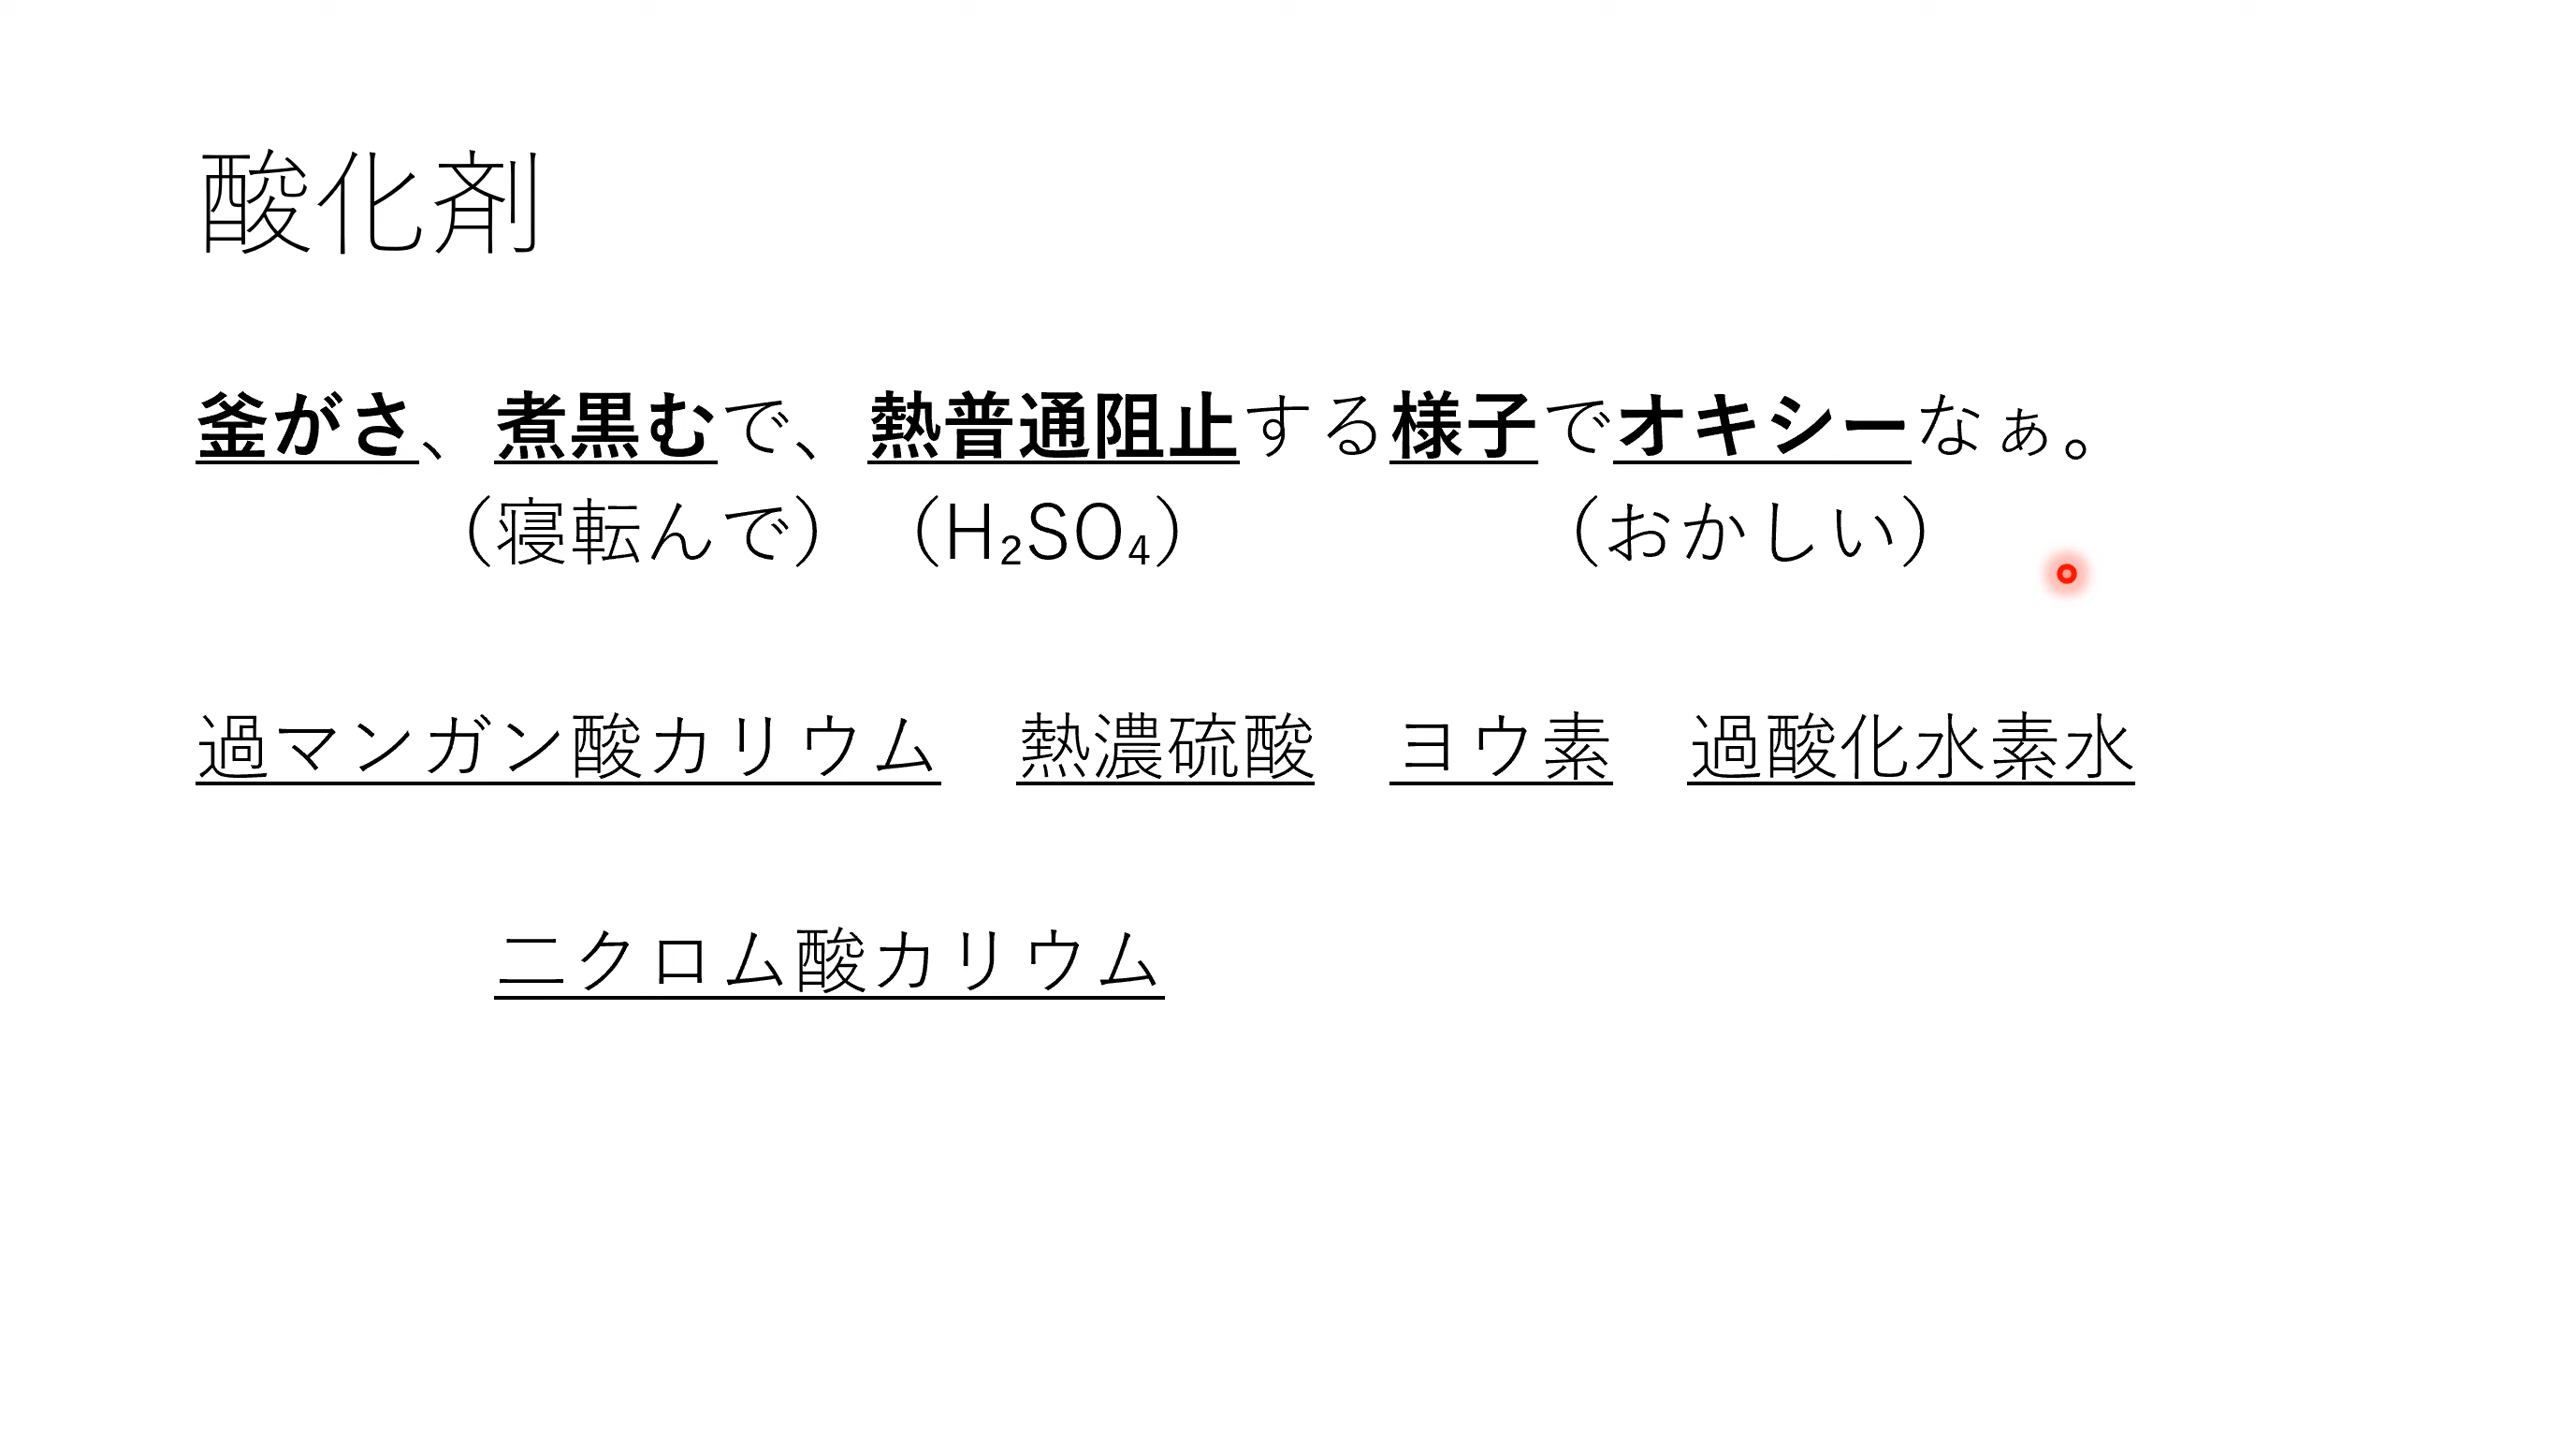 酸化剤
釜がさ、煮黒むで、熱普通阻止する様子でオキシーなぁ。
（寝転んで）（H₂SO₄）（おかしい）
過マンガン酸カリウム　熱濃硫酸　ヨウ素　過酸化水素水
二クロム酸カリウム